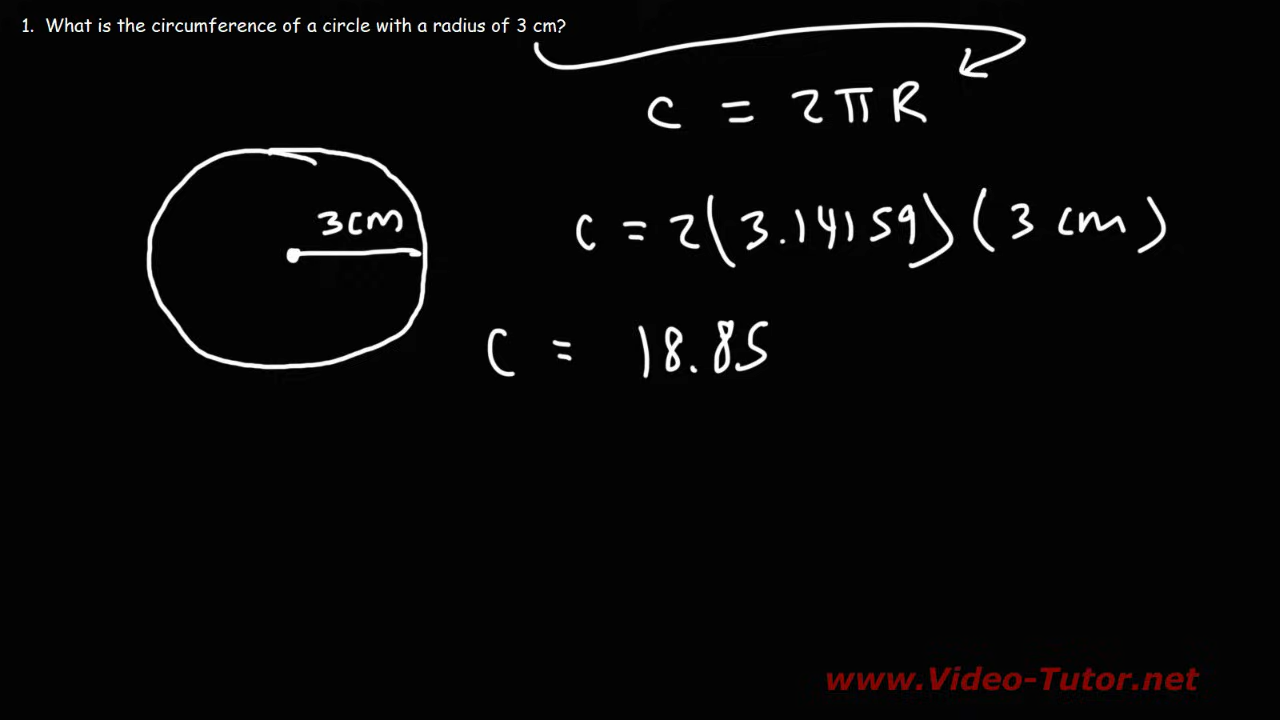 1. What is the circumference of a circle with a radius of 3 cm?
C = 2πR
3cm
C = 2(3.14159)(3 cm)
C = 18.85
www.Video-Tutor.net